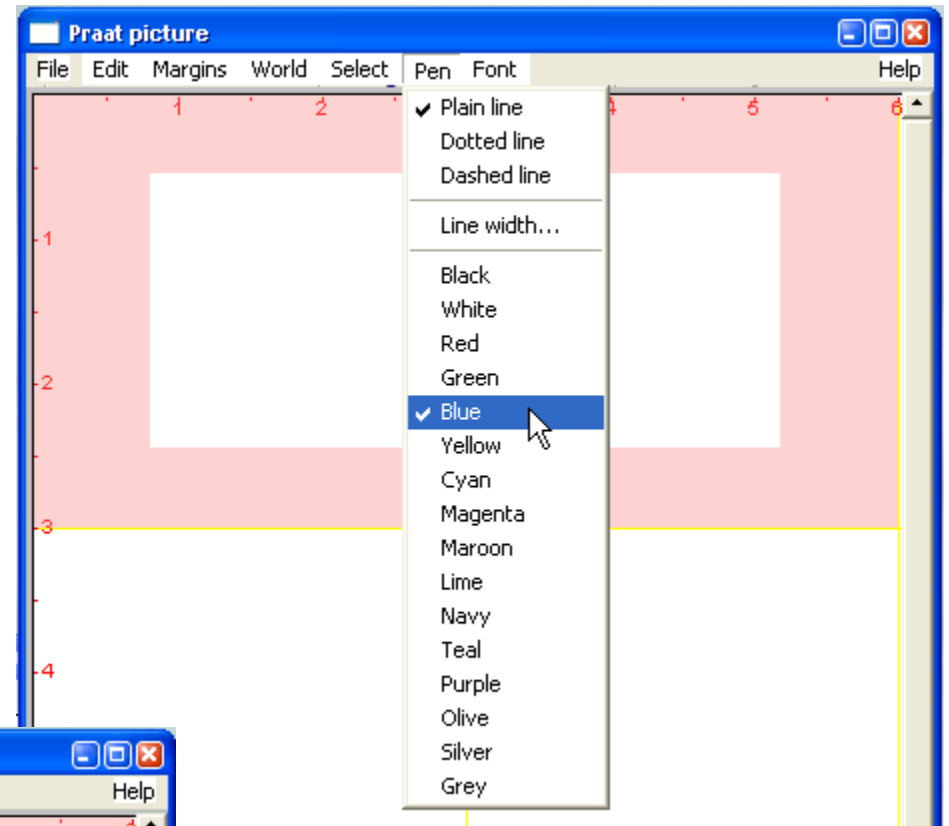 Praat picture
File Edit Margins World Select Pen Font Help
1 2 4 5 6
Plain line
Dotted line
Dashed line
1
Line width...
Black
White
Red
2
Green
Blue
Yellow
Cyan
Magenta
3
Maroon
Lime
Navy
Teal
4
Purple
Olive
Silver
Grey
Help